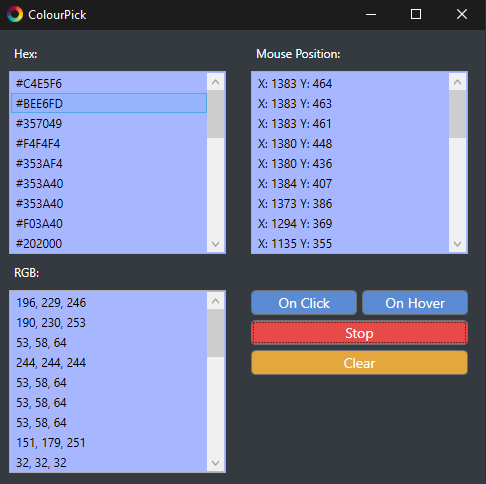 ColourPick
Hex:
#C4E5F6
#BEE6FD
#357049
#F4F4F4
#353AF4
#353A40
#353A40
#F03A40
#202000
Mouse Position:
X: 1383 Y: 464
X: 1383 Y: 463
X: 1383 Y: 461
X: 1380 Y: 448
X: 1380 Y: 436
X: 1384 Y: 407
X: 1373 Y: 386
X: 1294 Y: 369
X: 1135 Y: 355
RGB:
196, 229, 246
190, 230, 253
53, 58, 64
244, 244, 244
53, 58, 64
53, 58, 64
53, 58, 64
151, 179, 251
32, 32, 32
On Click
On Hover
Stop
Clear